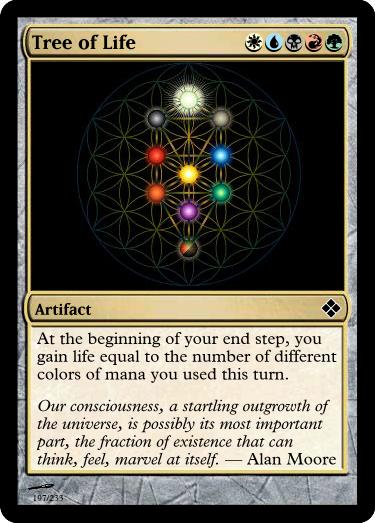 Tree of Life
Artifact
At the beginning of your end step, you
gain life equal to the number of different
colors of mana you used this turn.
Our consciousness, a startling outgrowth of
the universe, is possibly its most important
part, the fraction of existence that can
think, feel, marvel at itself. — Alan Moore
197/233